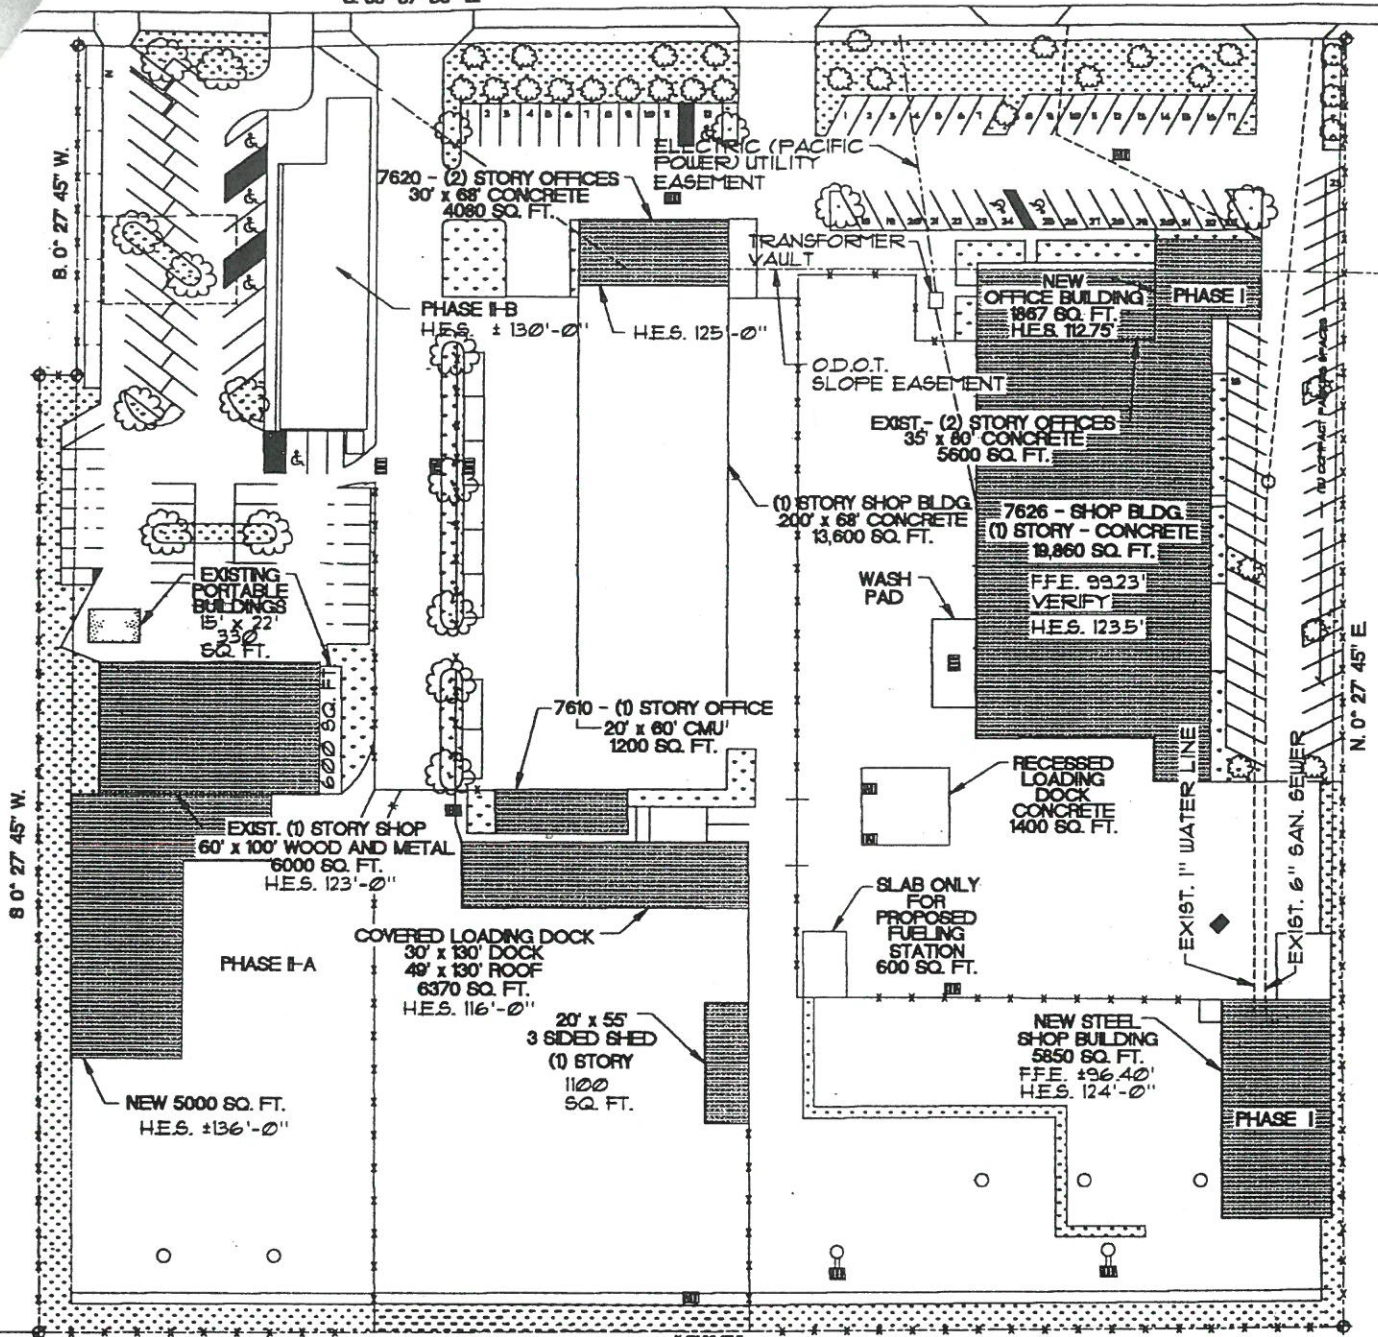 ELECTRIC (PACIFIC
POWER) UTILITY
EASEMENT
7620 - (2) STORY OFFICES
30' x 68' CONCRETE
4080 SQ. FT.
TRANSFORMER
VAULT
S. 0° 27' 45" W.
PHASE II-B
H.E.S. ± 130'-0"
H.E.S. 125'-0"
NEW
OFFICE BUILDING
1867 SQ. FT.
H.E.S. 112.75'
PHASE I
O.D.O.T.
SLOPE EASEMENT
EXIST. - (2) STORY OFFICES
35' x 80' CONCRETE
5600 SQ. FT.
(1) STORY SHOP BLDG.
200' x 68' CONCRETE
13,600 SQ. FT.
7626 - SHOP BLDG.
(1) STORY - CONCRETE
19,860 SQ. FT.
F.F.E. 99.23'
VERIFY
H.E.S. 123.5'
WASH
PAD
EXISTING
PORTABLE
BUILDINGS
15' x 22'
330
SQ. FT.
600 SQ. FT
N. 0° 27' 45" E.
7610 - (1) STORY OFFICE
20' x 60' CMU
1200 SQ. FT.
RECESSED
LOADING
DOCK
CONCRETE
1400 SQ. FT.
EXIST. 1" WATER LINE
EXIST. 6" SAN. SEWER
S 0° 27' 45" W.
EXIST. (1) STORY SHOP
60' x 100' WOOD AND METAL
6000 SQ. FT.
H.E.S. 123'-0"
SLAB ONLY
FOR
PROPOSED
FUELING
STATION
600 SQ. FT.
PHASE II-A
COVERED LOADING DOCK
30' x 130' DOCK
49' x 130' ROOF
6370 SQ. FT.
H.E.S. 116'-0"
20' x 55'
3 SIDED SHED
(1) STORY
1100
SQ. FT.
NEW STEEL
SHOP BUILDING
5850 SQ. FT.
F.F.E. ±96.40'
H.E.S. 124'-0"
PHASE I
NEW 5000 SQ. FT.
H.E.S. ±136'-0"